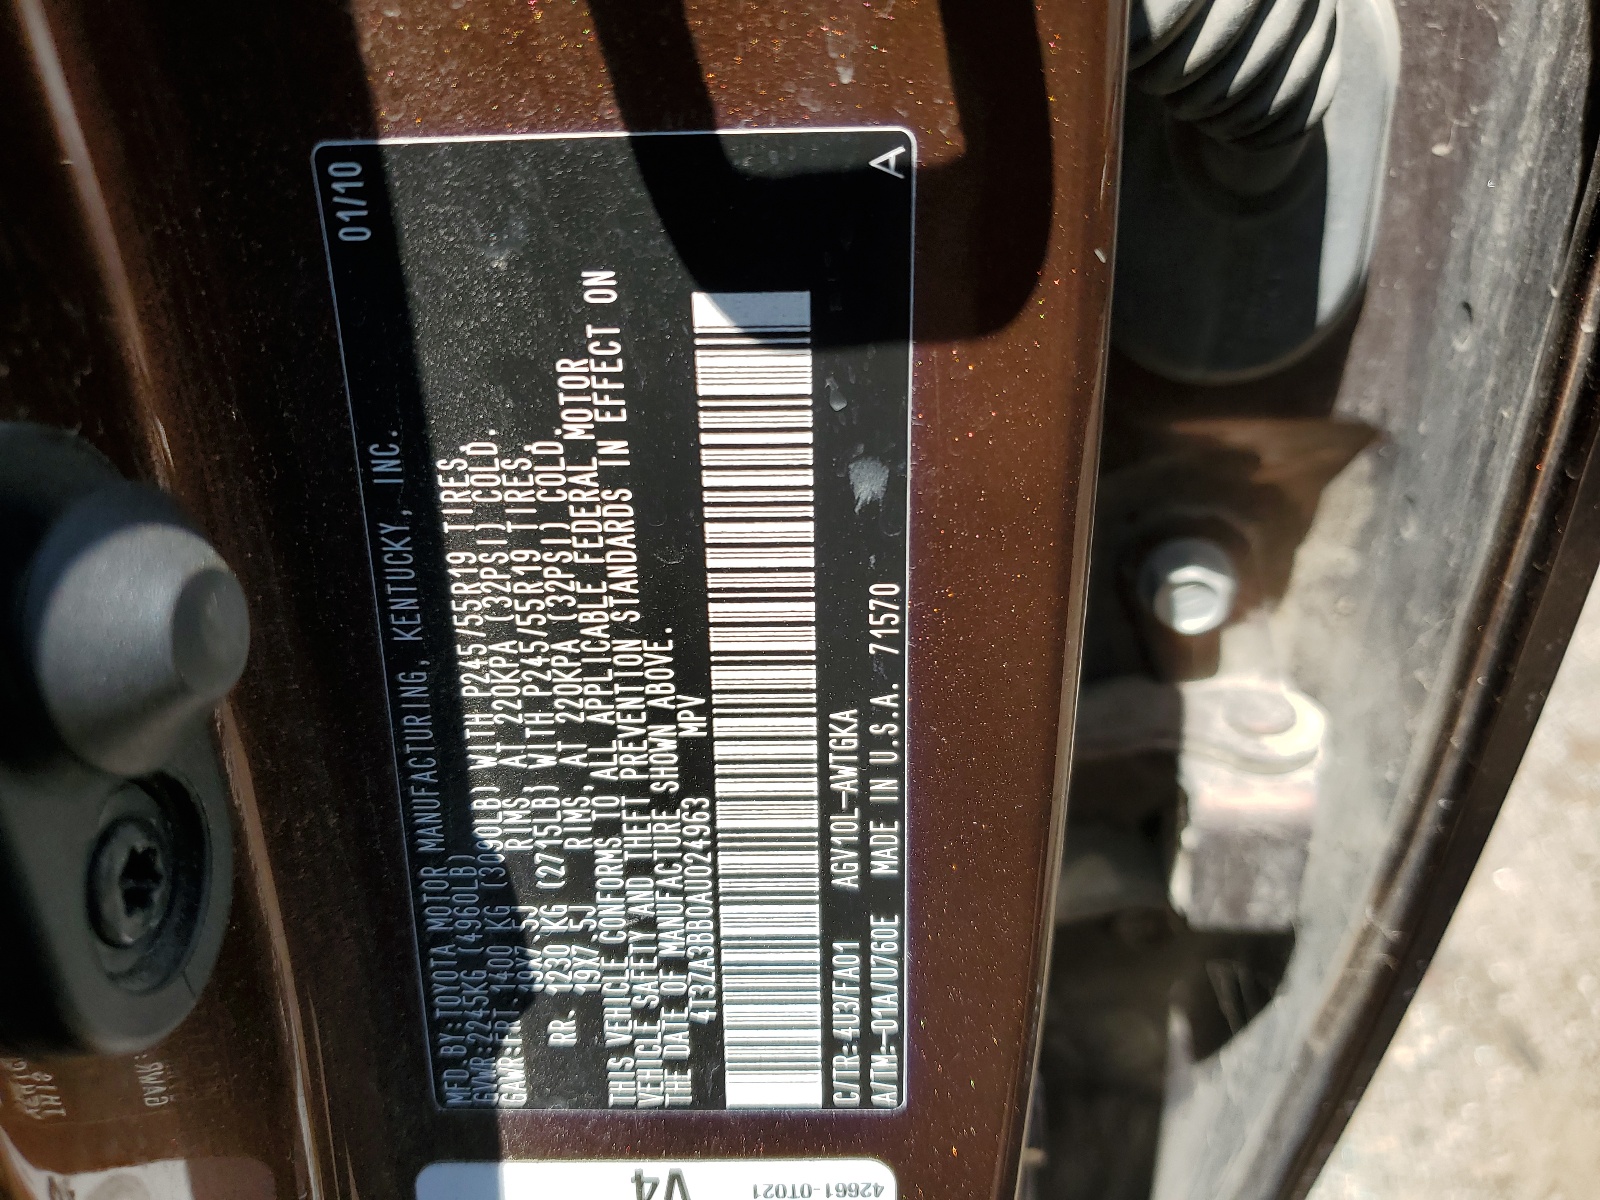 01/10
MFD.BY:TOYOTA MOTOR MANUFACTURING, KENTUCKY, INC.
GVWR:2245KG (4960LB)
GAWR:FRT.1400 KG (3090LB) WITH P245/55R19 TIRES,
19X7.5J RIMS, AT 220KPA (32PSI) COLD.
RR. 1230 KG (2715LB) WITH P245/55R19 TIRES,
19X7.5J RIMS, AT 220KPA (32PSI) COLD.
THIS VEHICLE CONFORMS TO ALL APPLICABLE FEDERAL MOTOR
VEHICLE SAFETY AND THEFT PREVENTION STANDARDS IN EFFECT ON
THE DATE OF MANUFACTURE SHOWN ABOVE.
4T3ZA3BB0AU024963 MPV
C/TR:4U3/FA01 AGV10L-AWTGKA
A/TM:-01A/U760E MADE IN U.S.A. 71570
A
V4
42661-0T021